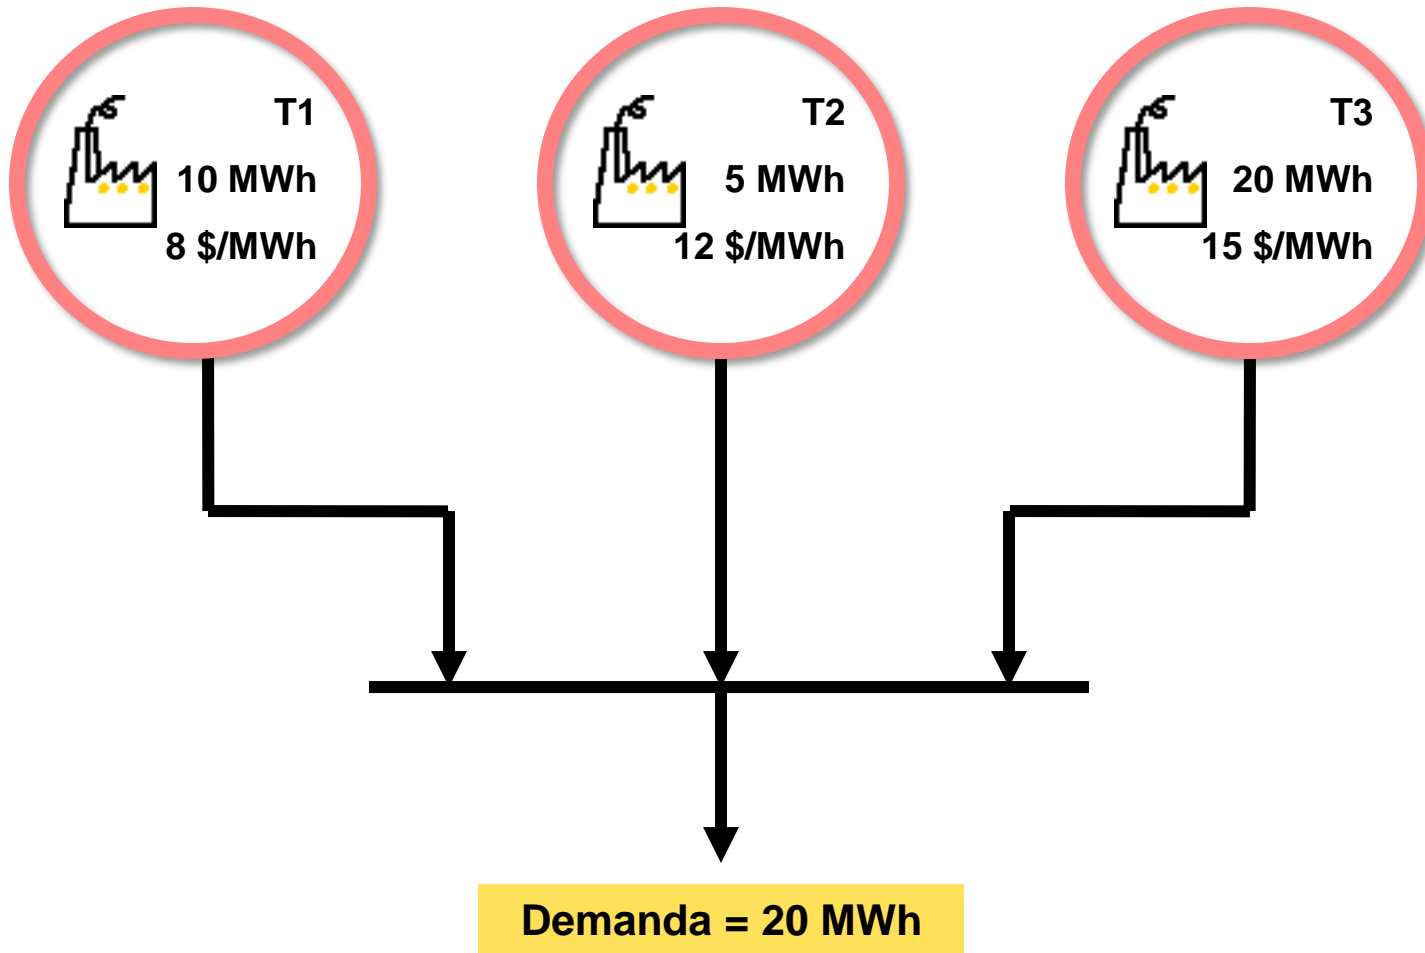 T1
10 MWh
8 $/MWh
T2
5 MWh
12 $/MWh
T3
20 MWh
15 $/MWh
Demanda = 20 MWh